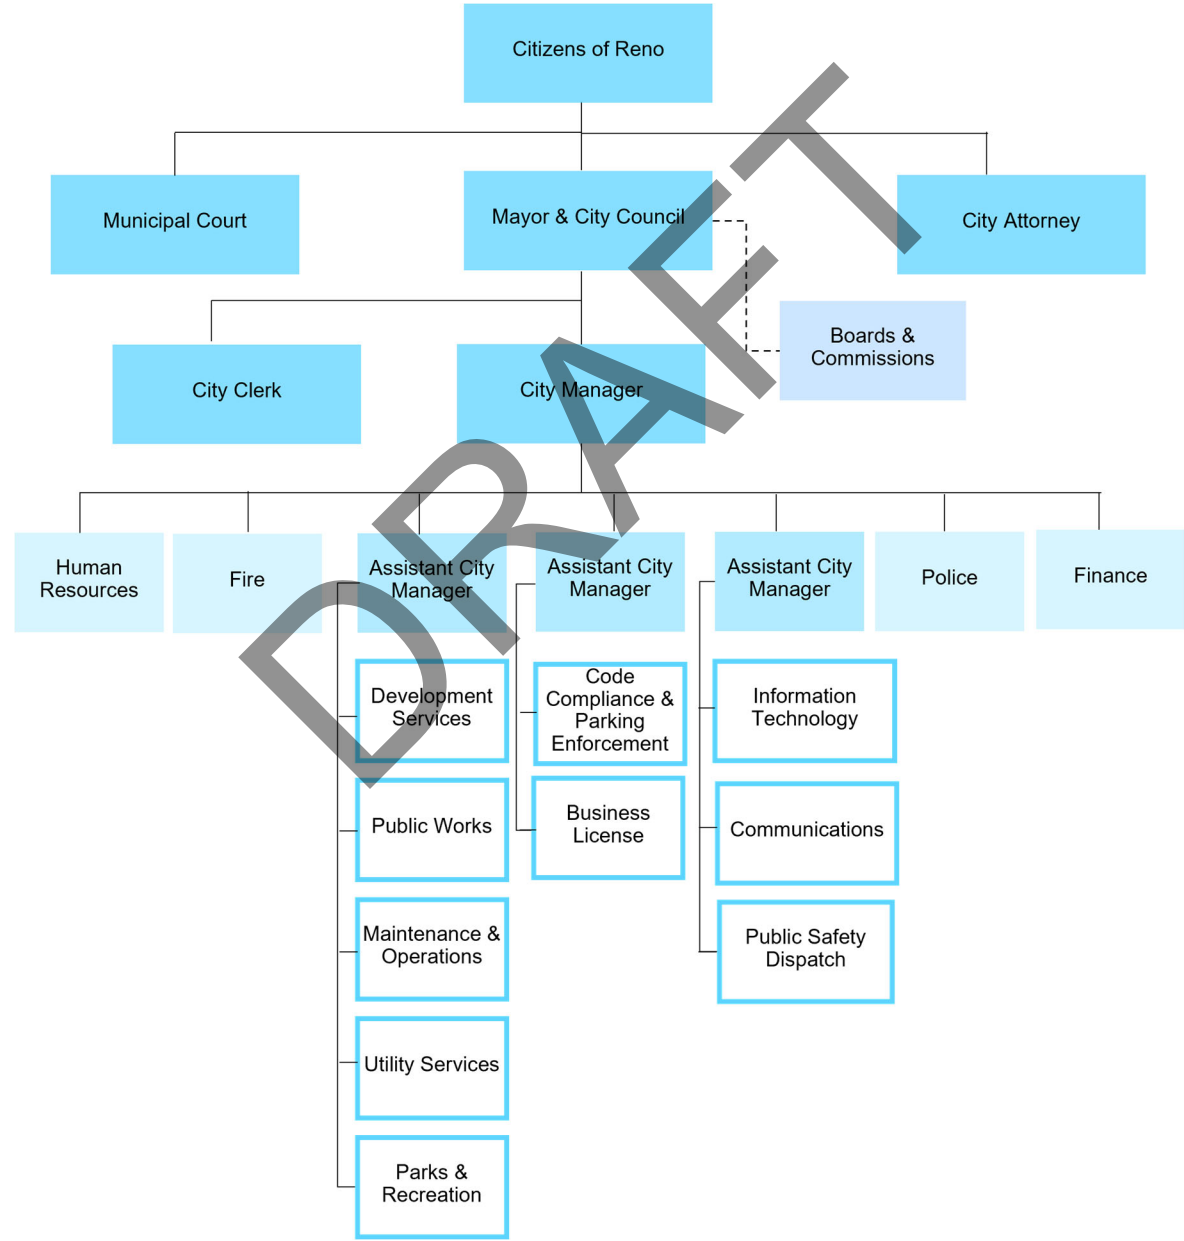 Citizens of Reno
Municipal Court
Mayor & City Council
City Attorney
Boards &
Commissions
City Clerk
City Manager
Human
Resources
Fire
Assistant City
Manager
Assistant City
Manager
Assistant City
Manager
Police
Finance
Development
Services
Public Works
Maintenance &
Operations
Utility Services
Parks &
Recreation
Code
Compliance &
Parking
Enforcement
Business
License
Information
Technology
Communications
Public Safety
Dispatch
DRAFT